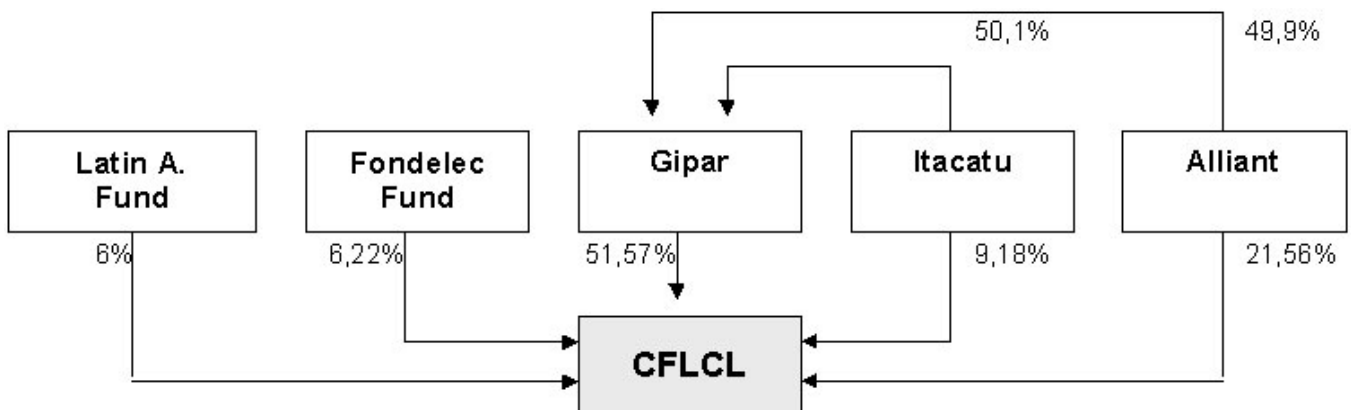 50,1%
49,9%
Latin A.
Fund
Fondelec
Fund
Gipar
Itacatu
Alliant
6%
6,22%
51,57%
9,18%
21,56%
CFLCL